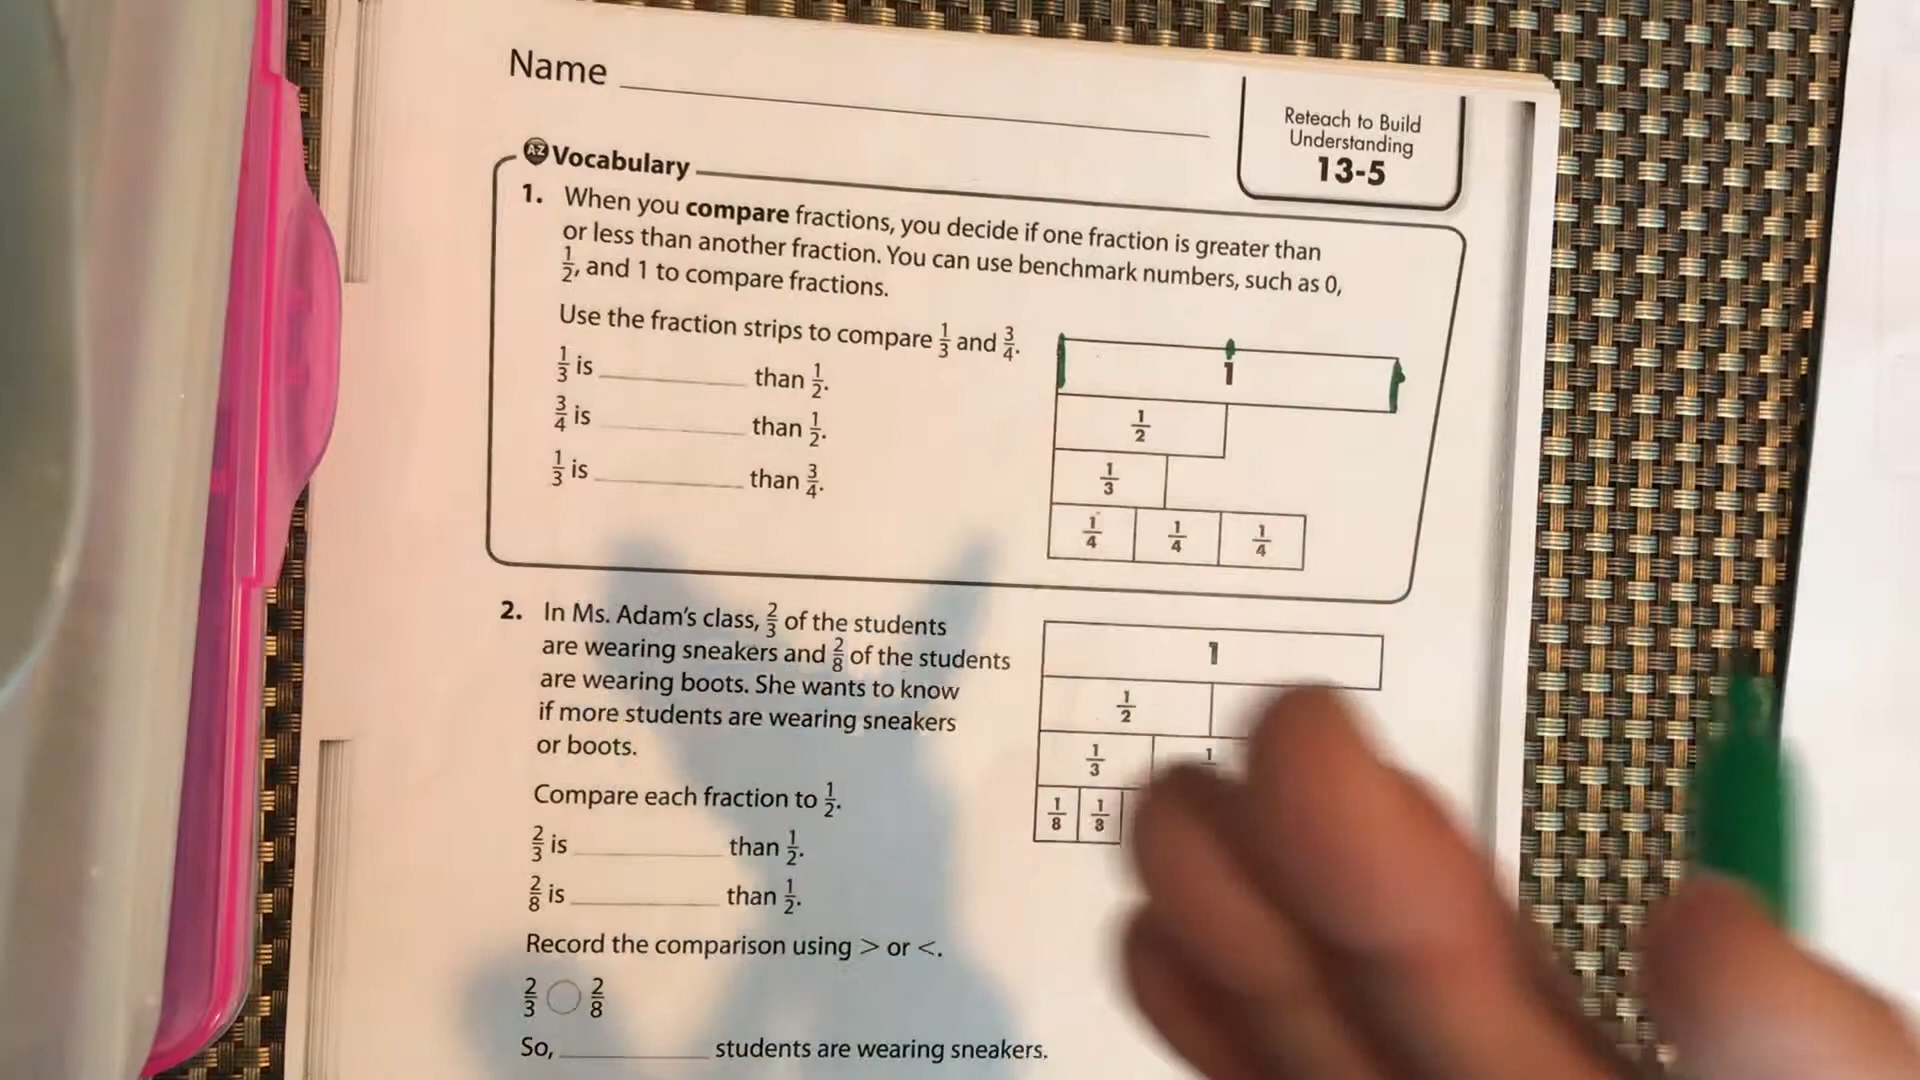 Name
Reteach to Build
Understanding
13-5
A-Z Vocabulary
1. When you compare fractions, you decide if one fraction is greater than
or less than another fraction. You can use benchmark numbers, such as 0,
1/2, and 1 to compare fractions.
Use the fraction strips to compare 1/3 and 3/4.
1/3 is ________ than 1/2.
3/4 is ________ than 1/2.
1/3 is ________ than 3/4.
1
1/2
1/3
1/4 1/4 1/4
2. In Ms. Adam's class, 2/3 of the students
are wearing sneakers and 2/8 of the students
are wearing boots. She wants to know
if more students are wearing sneakers
or boots.
Compare each fraction to 1/2.
2/3 is ________ than 1/2.
2/8 is ________ than 1/2.
Record the comparison using > or <.
2/3 ◯ 2/8
So, ________ students are wearing sneakers.
1
1/2
1/3
1/8 1/8